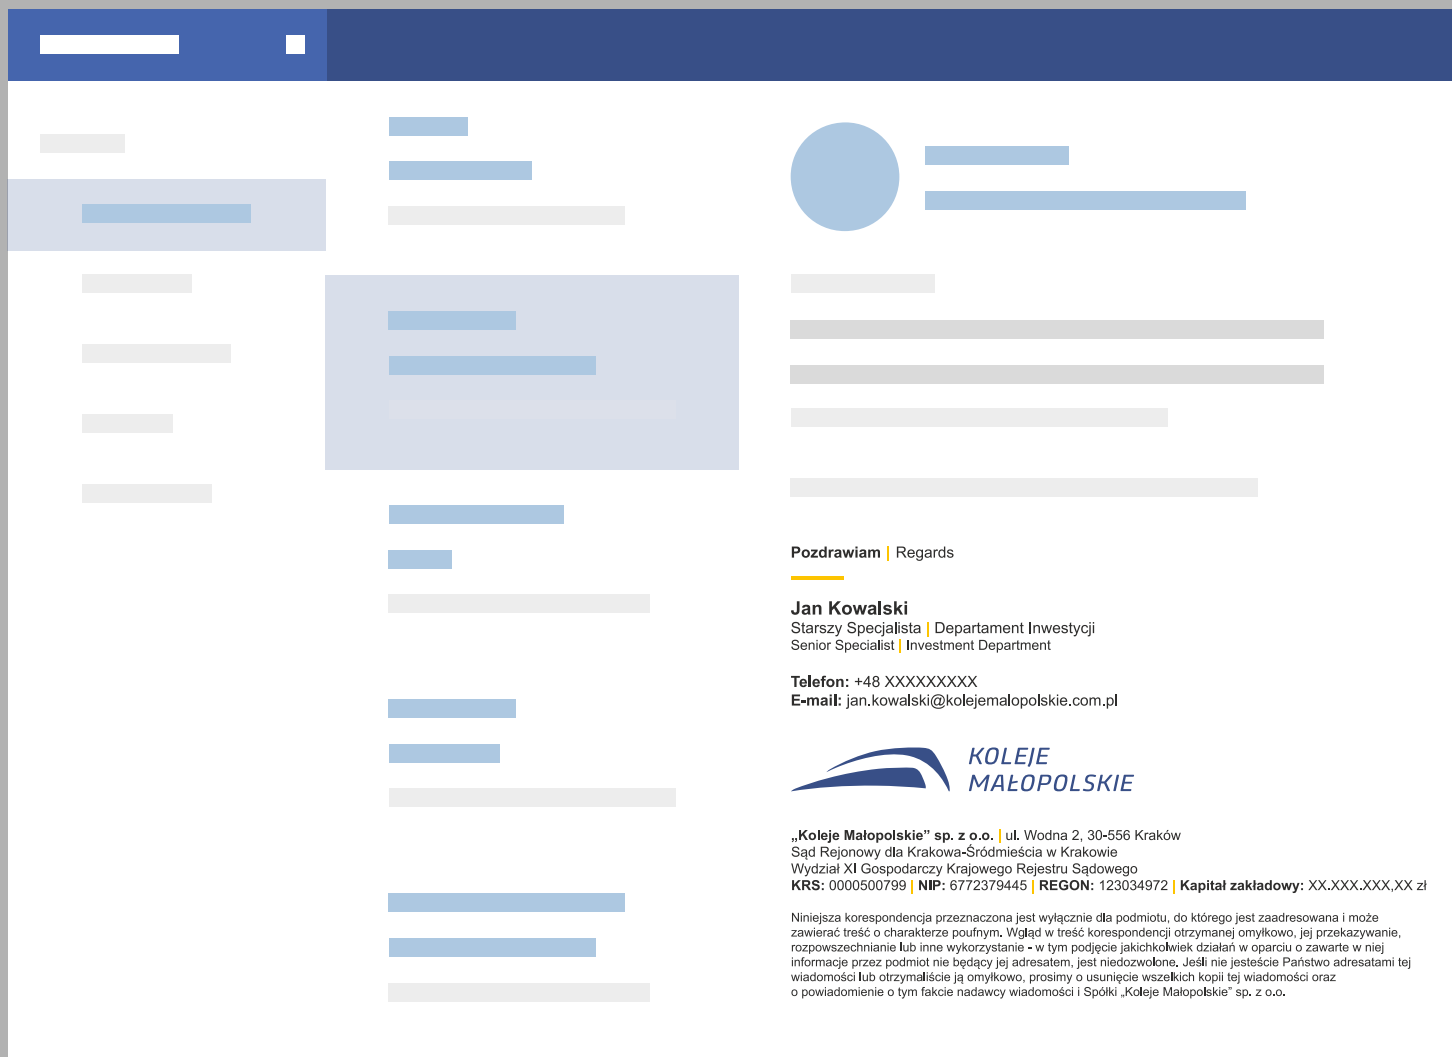 Pozdrawiam | Regards
Jan Kowalski
Starszy Specjalista | Departament Inwestycji
Senior Specialist | Investment Department
Telefon: +48 XXXXXXXXX
E-mail: jan.kowalski@kolejemalopolskie.com.pl
KOLEJE
MAŁOPOLSKIE
„Koleje Małopolskie” sp. z o.o. | ul. Wodna 2, 30-556 Kraków
Sąd Rejonowy dla Krakowa-Śródmieścia w Krakowie
Wydział XI Gospodarczy Krajowego Rejestru Sądowego
KRS: 0000500799 | NIP: 6772379445 | REGON: 123034972 | Kapitał zakładowy: XX.XXX.XXX,XX zł
Niniejsza korespondencja przeznaczona jest wyłącznie dla podmiotu, do którego jest zaadresowana i może
zawierać treść o charakterze poufnym. Wgląd w treść korespondencji otrzymanej omyłkowo, jej przekazywanie,
rozpowszechnianie lub inne wykorzystanie - w tym podjęcie jakichkolwiek działań w oparciu o zawarte w niej
informacje przez podmiot nie będący jej adresatem, jest niedozwolone. Jeśli nie jesteście Państwo adresatami tej
wiadomości lub otrzymaliście ją omyłkowo, prosimy o usunięcie wszelkich kopii tej wiadomości oraz
o powiadomienie o tym fakcie nadawcy wiadomości i Spółki „Koleje Małopolskie” sp. z o.o.